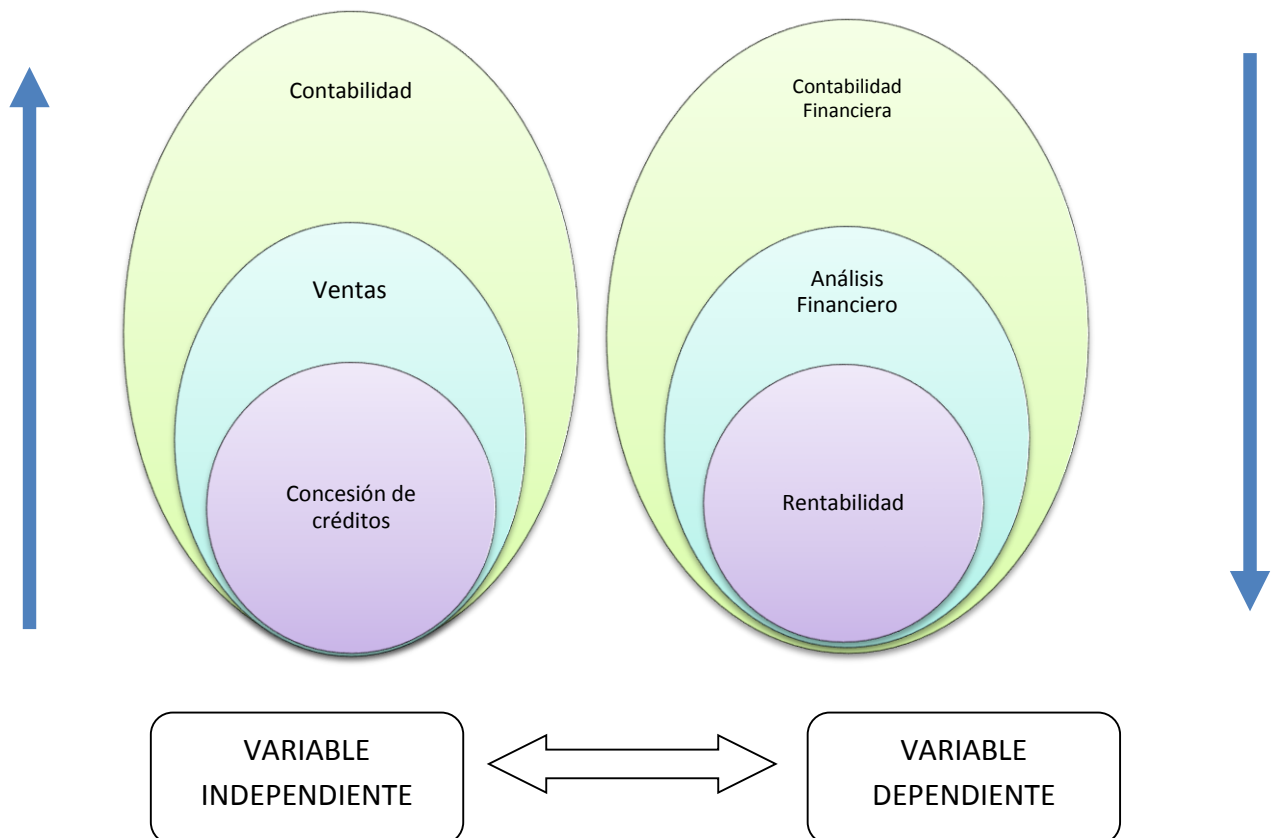 Contabilidad
Ventas
Concesión de
créditos
Contabilidad
Financiera
Análisis
Financiero
Rentabilidad
VARIABLE
INDEPENDIENTE
VARIABLE
DEPENDIENTE